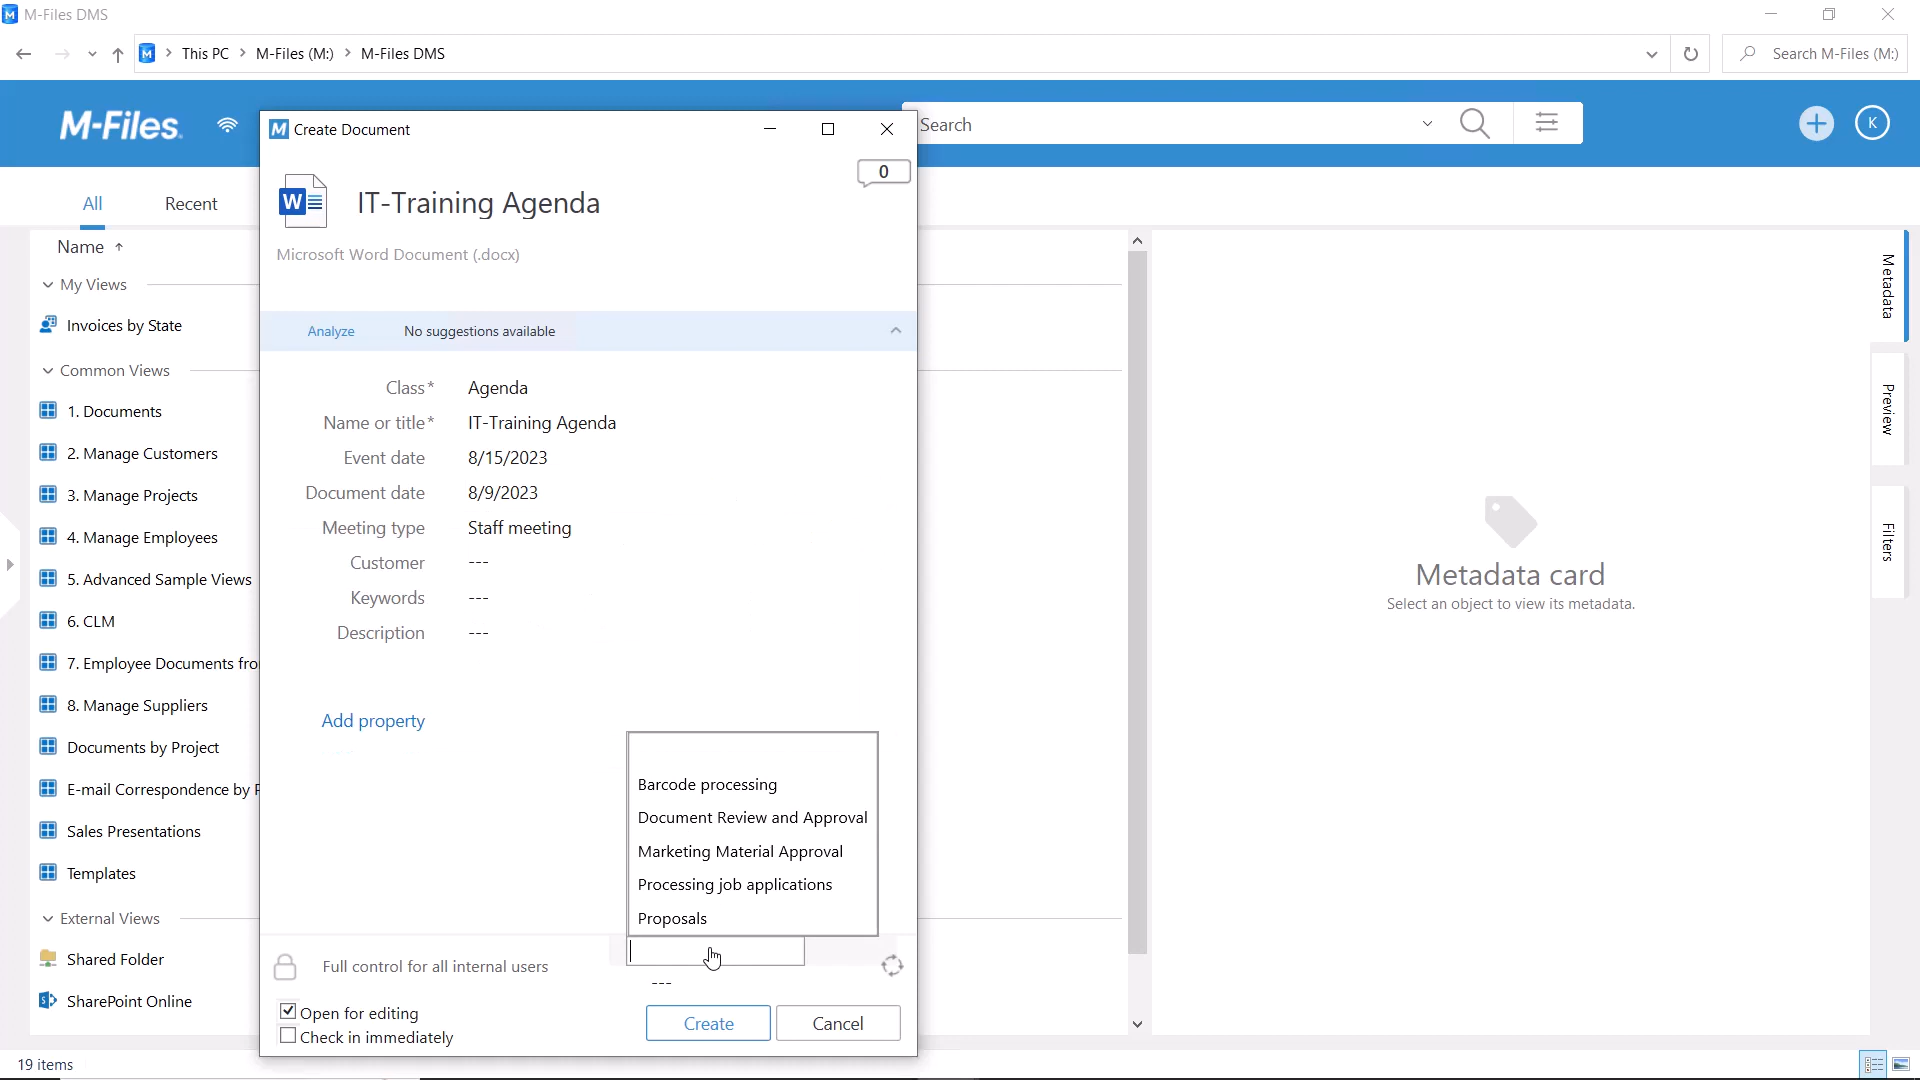 M-Files DMS
This PC > M-Files (M:) > M-Files DMS
Search M-Files (M:)
M-Files.
Search
K
Create Document
0
IT-Training Agenda
Microsoft Word Document (.docx)
Analyze
No suggestions available
All
Recent
Name
My Views
Invoices by State
Common Views
1. Documents
2. Manage Customers
3. Manage Projects
4. Manage Employees
5. Advanced Sample Views
6. CLM
7. Employee Documents fro
8. Manage Suppliers
Documents by Project
E-mail Correspondence by P
Sales Presentations
Templates
External Views
Shared Folder
SharePoint Online
Class* Agenda
Name or title* IT-Training Agenda
Event date 8/15/2023
Document date 8/9/2023
Meeting type Staff meeting
Customer ---
Keywords ---
Description ---
Add property
Barcode processing
Document Review and Approval
Marketing Material Approval
Processing job applications
Proposals
Full control for all internal users
---
Open for editing
Check in immediately
Create
Cancel
Metadata card
Select an object to view its metadata.
Metadata
Preview
Filters
19 items